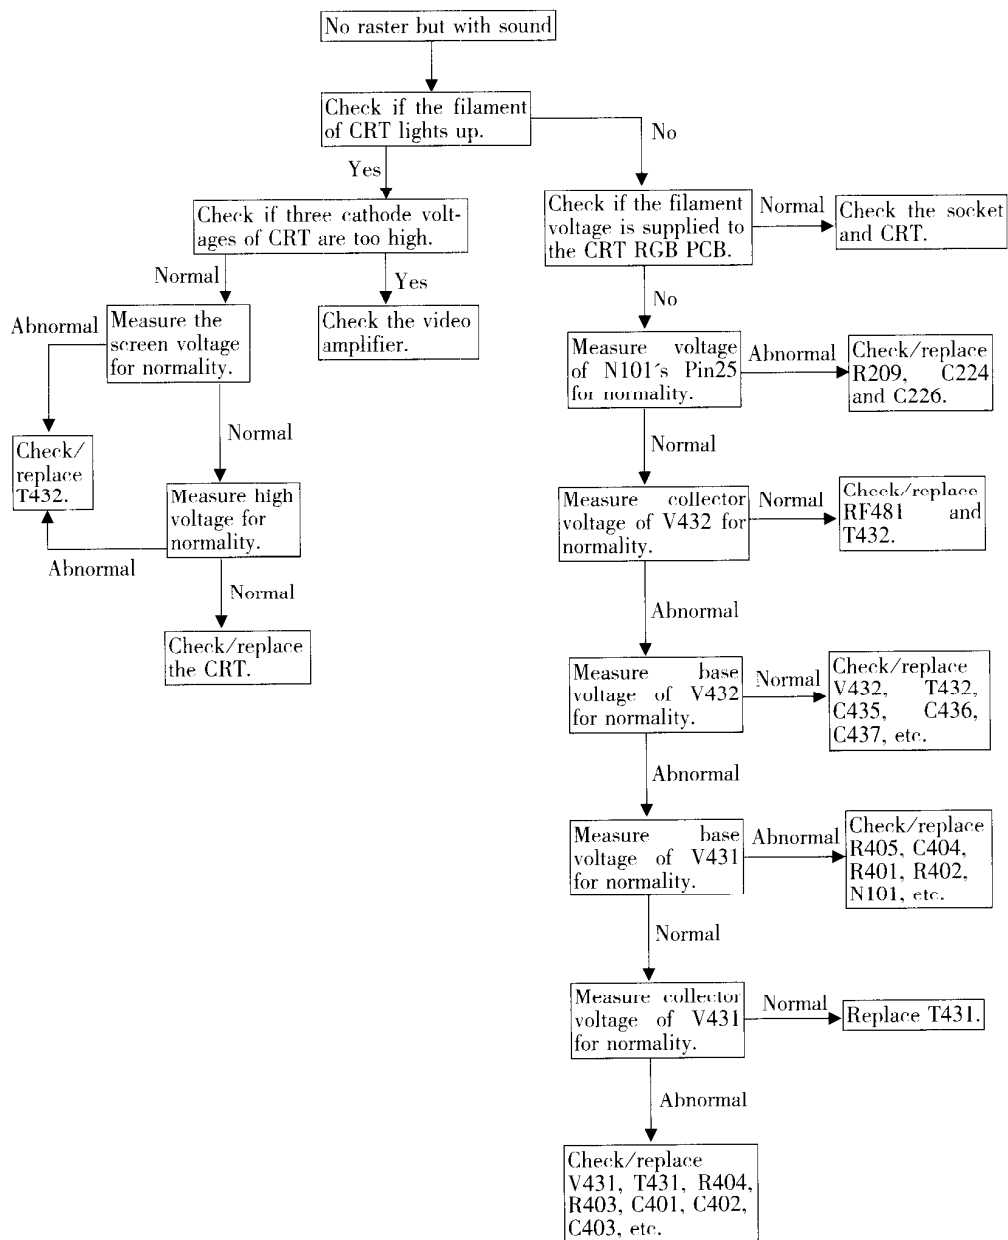 No raster but with sound
Check if the filament
of CRT lights up.
No
Yes
Check if three cathode volt-
ages of CRT are too high.
Check if the filament
voltage is supplied to
the CRT RGB PCB.
Normal
Check the socket
and CRT.
Normal
Yes
No
Abnormal
Measure the
screen voltage
for normality.
Check the video
amplifier.
Measure voltage
of N101's Pin25
for normality.
Abnormal
Check/replace
R209, C224
and C226.
Normal
Normal
Check/
replace
T432.
Measure high
voltage for
normality.
Measure collector
voltage of V432 for
normality.
Normal
Check/replace
RF481 and
T432.
Abnormal
Normal
Abnormal
Check/replace
the CRT.
Measure base
voltage of V432
for normality.
Normal
Check/replace
V432, T432,
C435, C436,
C437, etc.
Abnormal
Measure base
voltage of V431
for normality.
Abnormal
Check/replace
R405, C404,
R401, R402,
N101, etc.
Normal
Measure collector
voltage of V431
for normality.
Normal
Replace T431.
Abnormal
Check/replace
V431, T431, R404,
R403, C401, C402,
C403, etc.